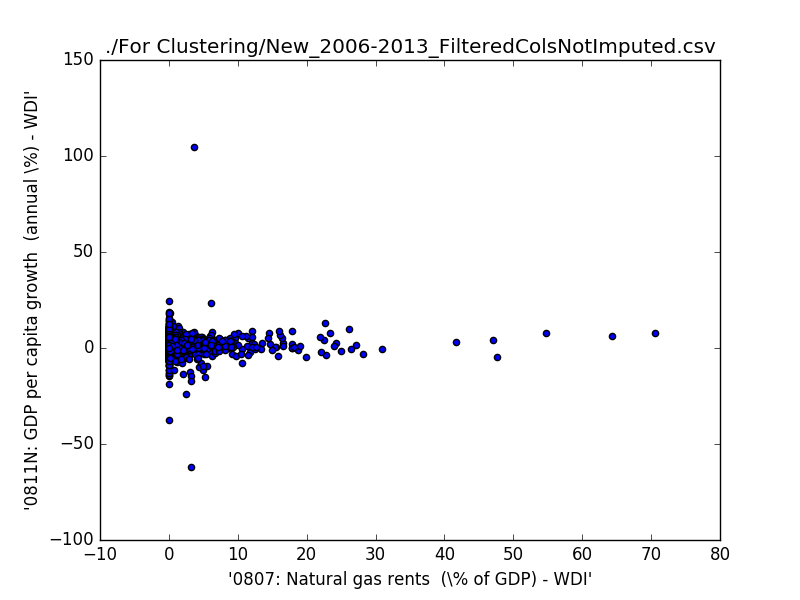 ./For Clustering/New_2006-2013_FilteredColsNotImputed.csv
150
100
50
0
−50
−100
−10 0 10 20 30 40 50 60 70 80
'0811N: GDP per capita growth  (annual \%) - WDI'
'0807: Natural gas rents  (\% of GDP) - WDI'